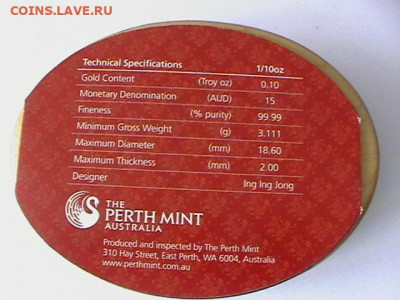 COINS.LAVE.RU
Technical Specifications 1/10oz
Gold Content (Troy oz) 0.10
Monetary Denomination (AUD) 15
Fineness (% purity) 99.99
Minimum Gross Weight (g) 3.111
Maximum Diameter (mm) 18.60
Maximum Thickness (mm) 2.00
Designer Ing Ing Jong
THE
PERTH MINT
AUSTRALIA
Produced and inspected by The Perth Mint
310 Hay Street, East Perth, WA 6004, Australia
www.perthmint.com.au